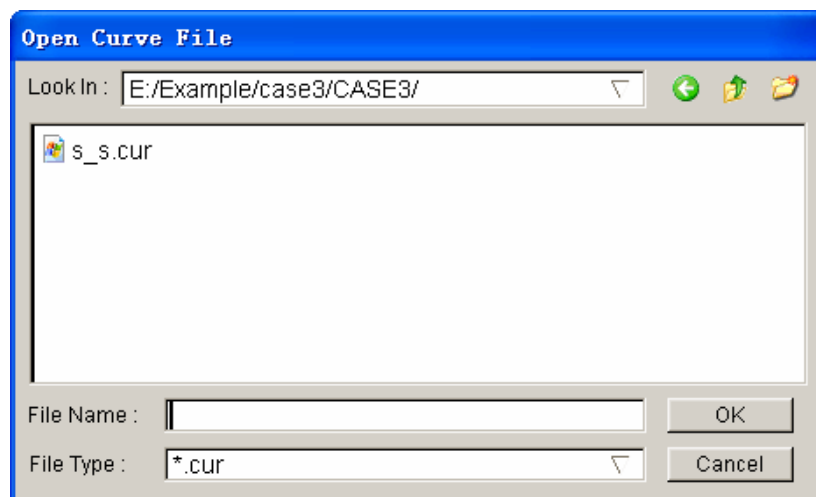 Open Curve File
Look In : E:/Example/case3/CASE3/
s_s.cur
File Name : OK
File Type : *.cur Cancel